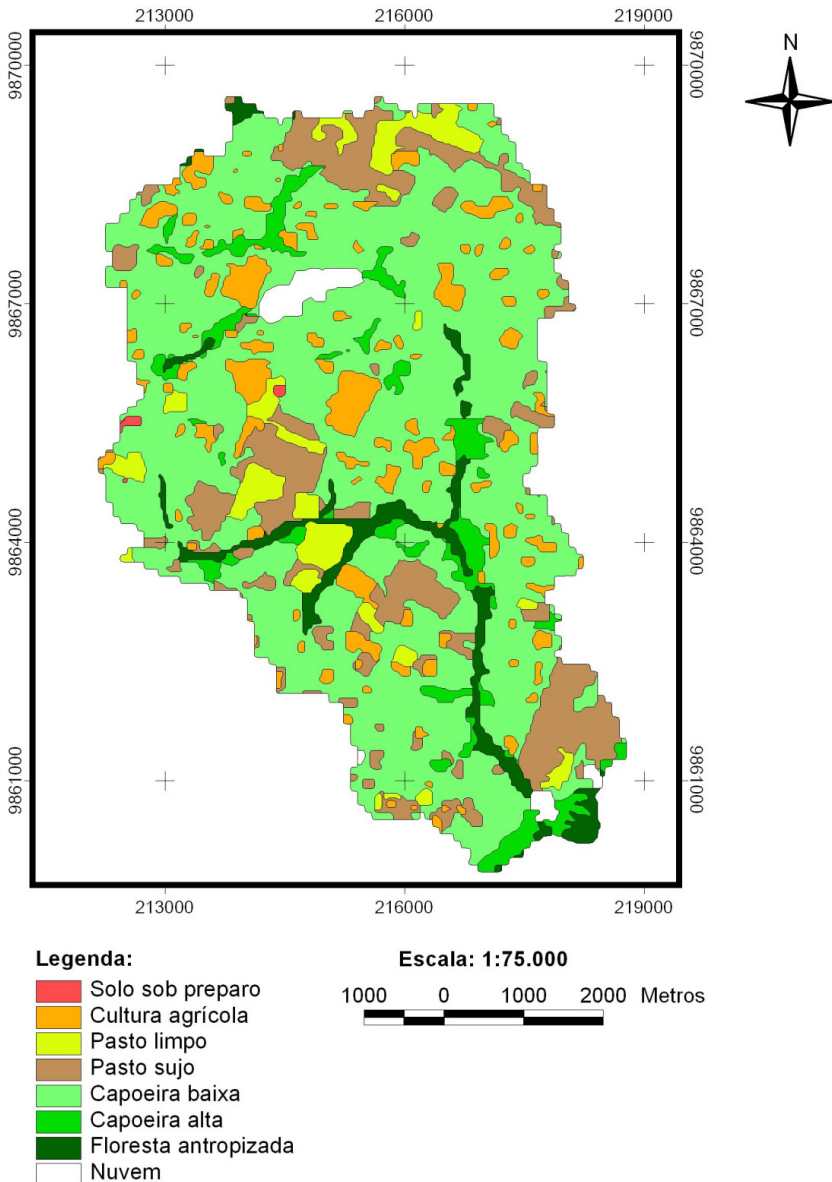 213000 216000 219000
N
9870000 9870000
9867000 9867000
9864000 9864000
9861000 9861000
213000 216000 219000
Legenda:
Solo sob preparo
Cultura agrícola
Pasto limpo
Pasto sujo
Capoeira baixa
Capoeira alta
Floresta antropizada
Nuvem
Escala: 1:75.000
1000 0 1000 2000 Metros